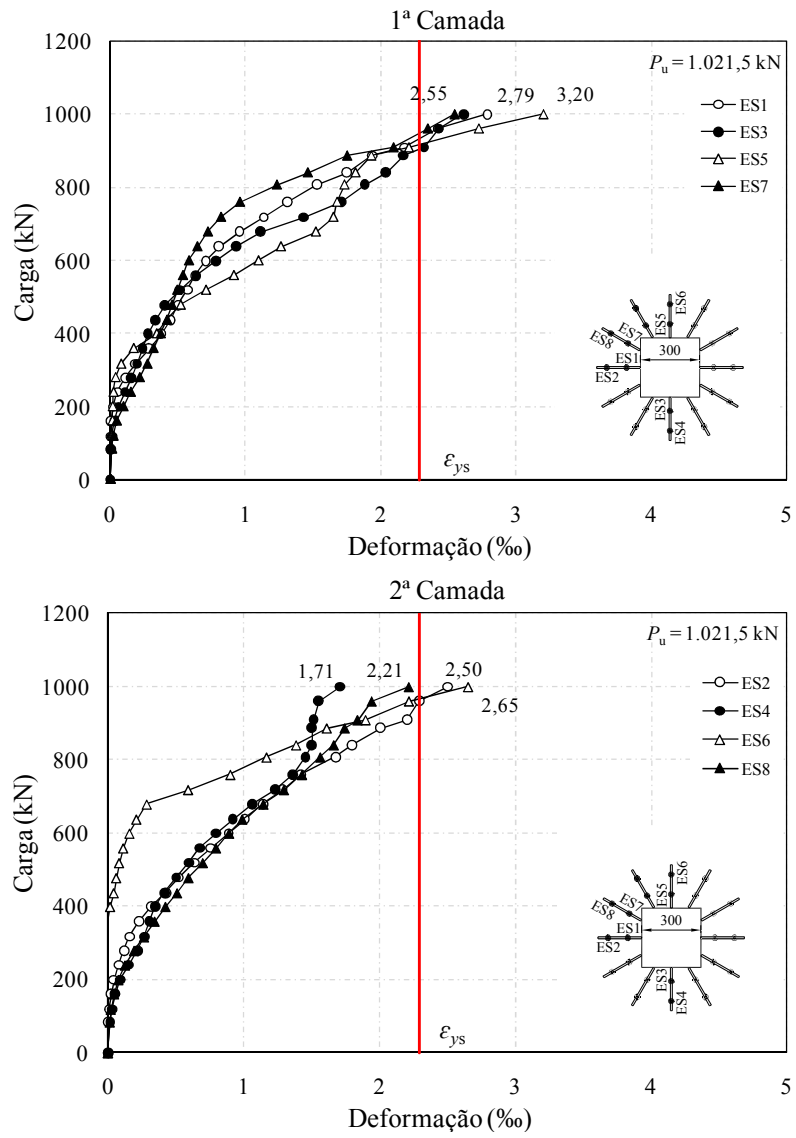 1ª Camada
1200
1000
800
600
400
200
0
Carga (kN)
P_u = 1.021,5 kN
2,55
2,79
3,20
ES1
ES3
ES5
ES7
ES6
ES5
ES7
ES8
ES1
ES2
300
ES3
ES4
ε_ys
0
1
2
3
4
5
Deformação (‰)
2ª Camada
1200
1000
800
600
400
200
0
Carga (kN)
P_u = 1.021,5 kN
1,71
2,21
2,50
2,65
ES2
ES4
ES6
ES8
ES6
ES5
ES7
ES8
ES1
ES2
300
ES3
ES4
ε_ys
0
1
2
3
4
5
Deformação (‰)